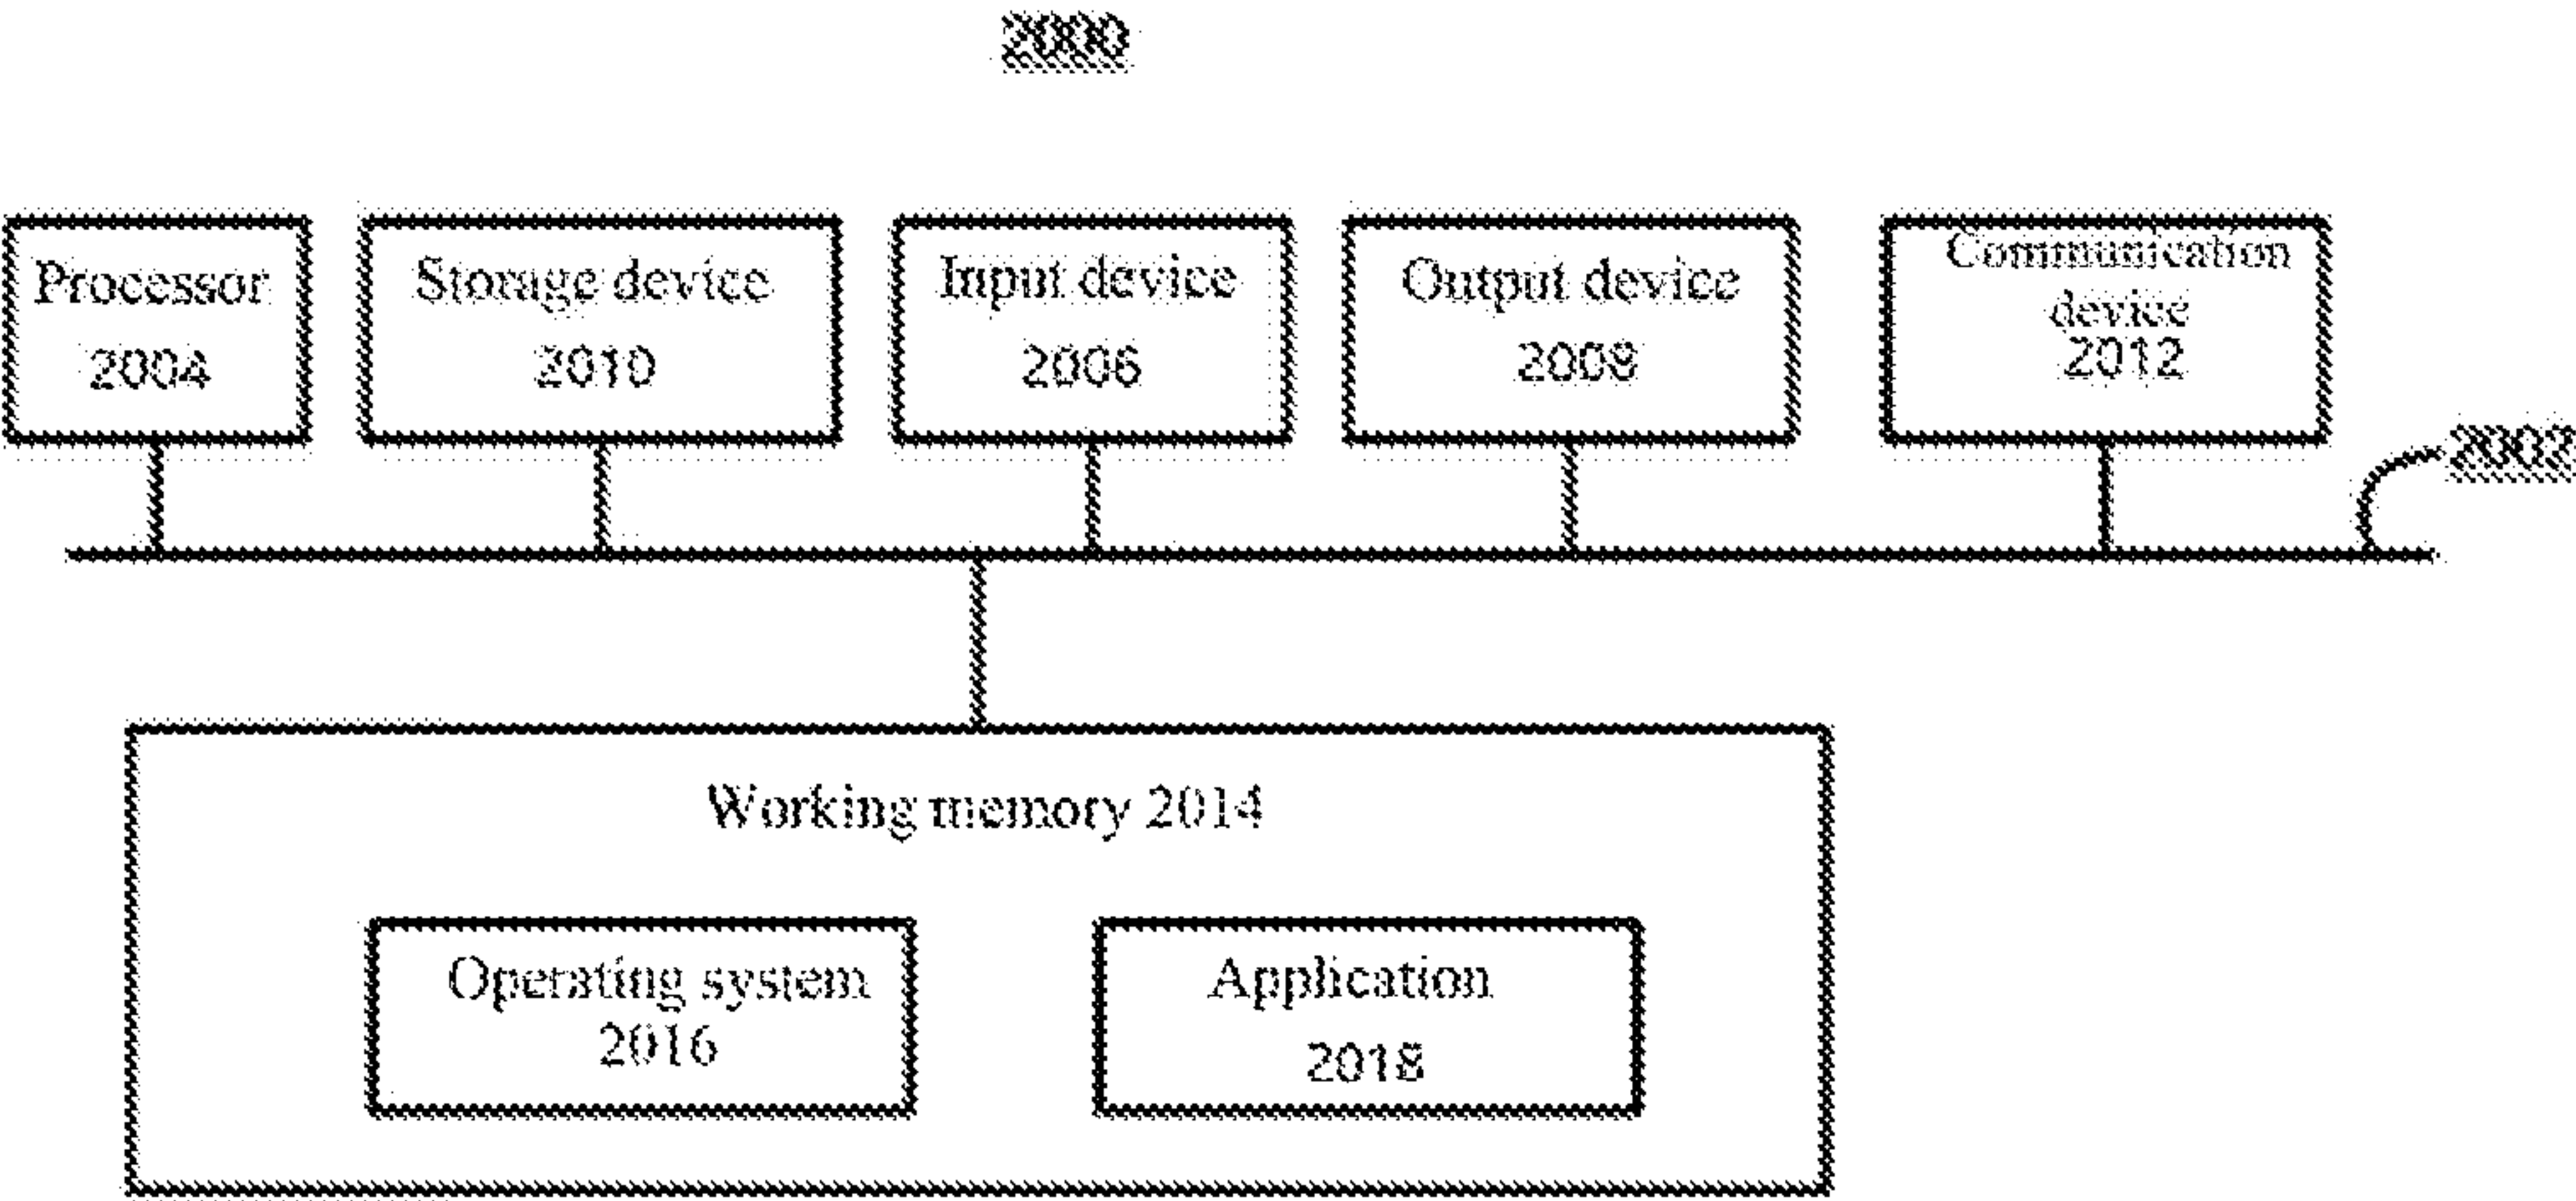 2000
Processor
2004
Storage device
2010
Input device
2006
Output device
2008
Communication
device
2012
2002
Working memory 2014
Operating system
2016
Application
2018